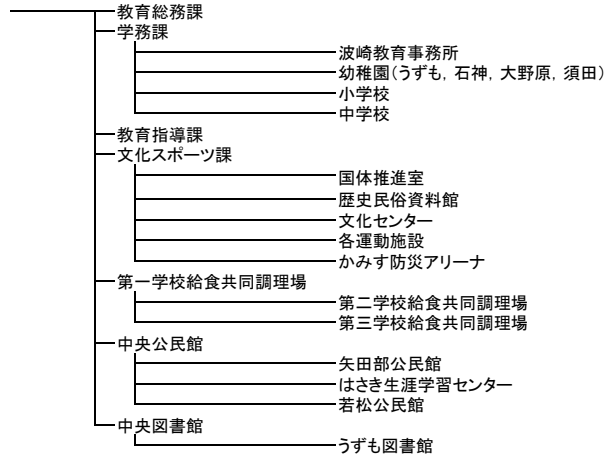 教育総務課
学務課
波崎教育事務所
幼稚園（うずも，石神，大野原，須田）
小学校
中学校
教育指導課
文化スポーツ課
国体推進室
歴史民俗資料館
文化センター
各運動施設
かみす防災アリーナ
第一学校給食共同調理場
第二学校給食共同調理場
第三学校給食共同調理場
中央公民館
矢田部公民館
はさき生涯学習センター
若松公民館
中央図書館
うずも図書館